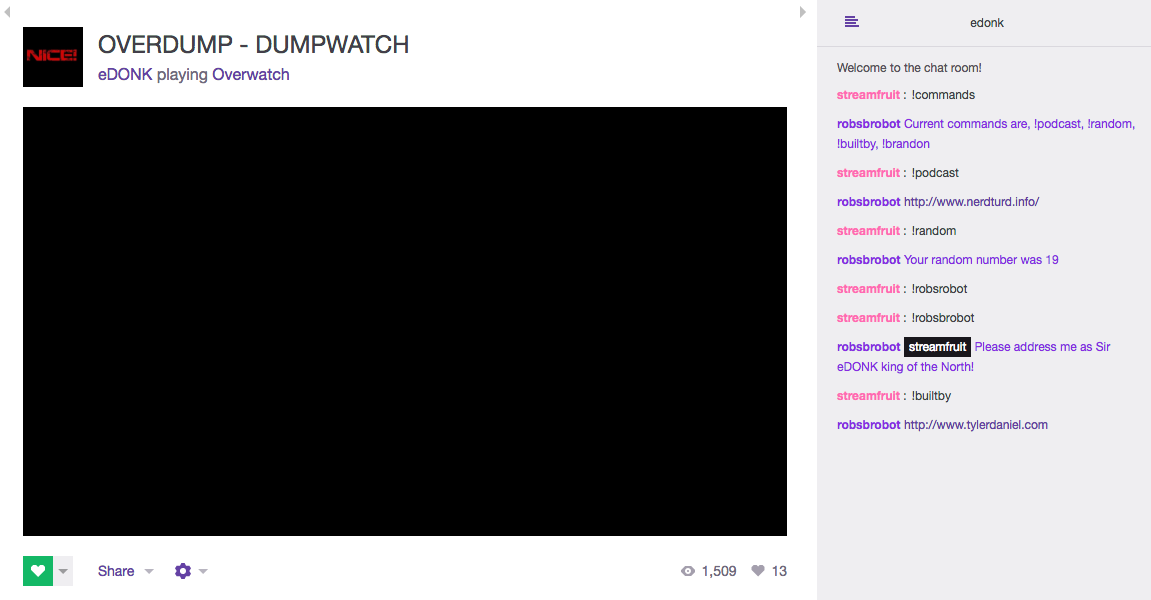 NiCE!
OVERDUMP - DUMPWATCH
eDONK playing Overwatch
Share
1,509
13
edonk
Welcome to the chat room!
streamfruit : !commands
robsbrobot Current commands are, !podcast, !random,
!builtby, !brandon
streamfruit : !podcast
robsbrobot http://www.nerdturd.info/
streamfruit : !random
robsbrobot Your random number was 19
streamfruit : !robsrobot
streamfruit : !robsbrobot
robsbrobot streamfruit Please address me as Sir
eDONK king of the North!
streamfruit : !builtby
robsbrobot http://www.tylerdaniel.com